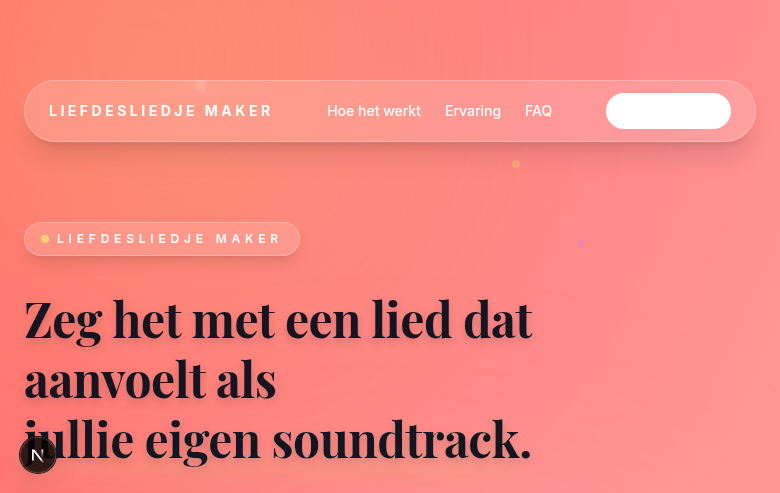 LIEFDESLIEDJE MAKER
Hoe het werkt
Ervaring
FAQ
LIEFDESLIEDJE MAKER
Zeg het met een lied dat
aanvoelt als
jullie eigen soundtrack.
N